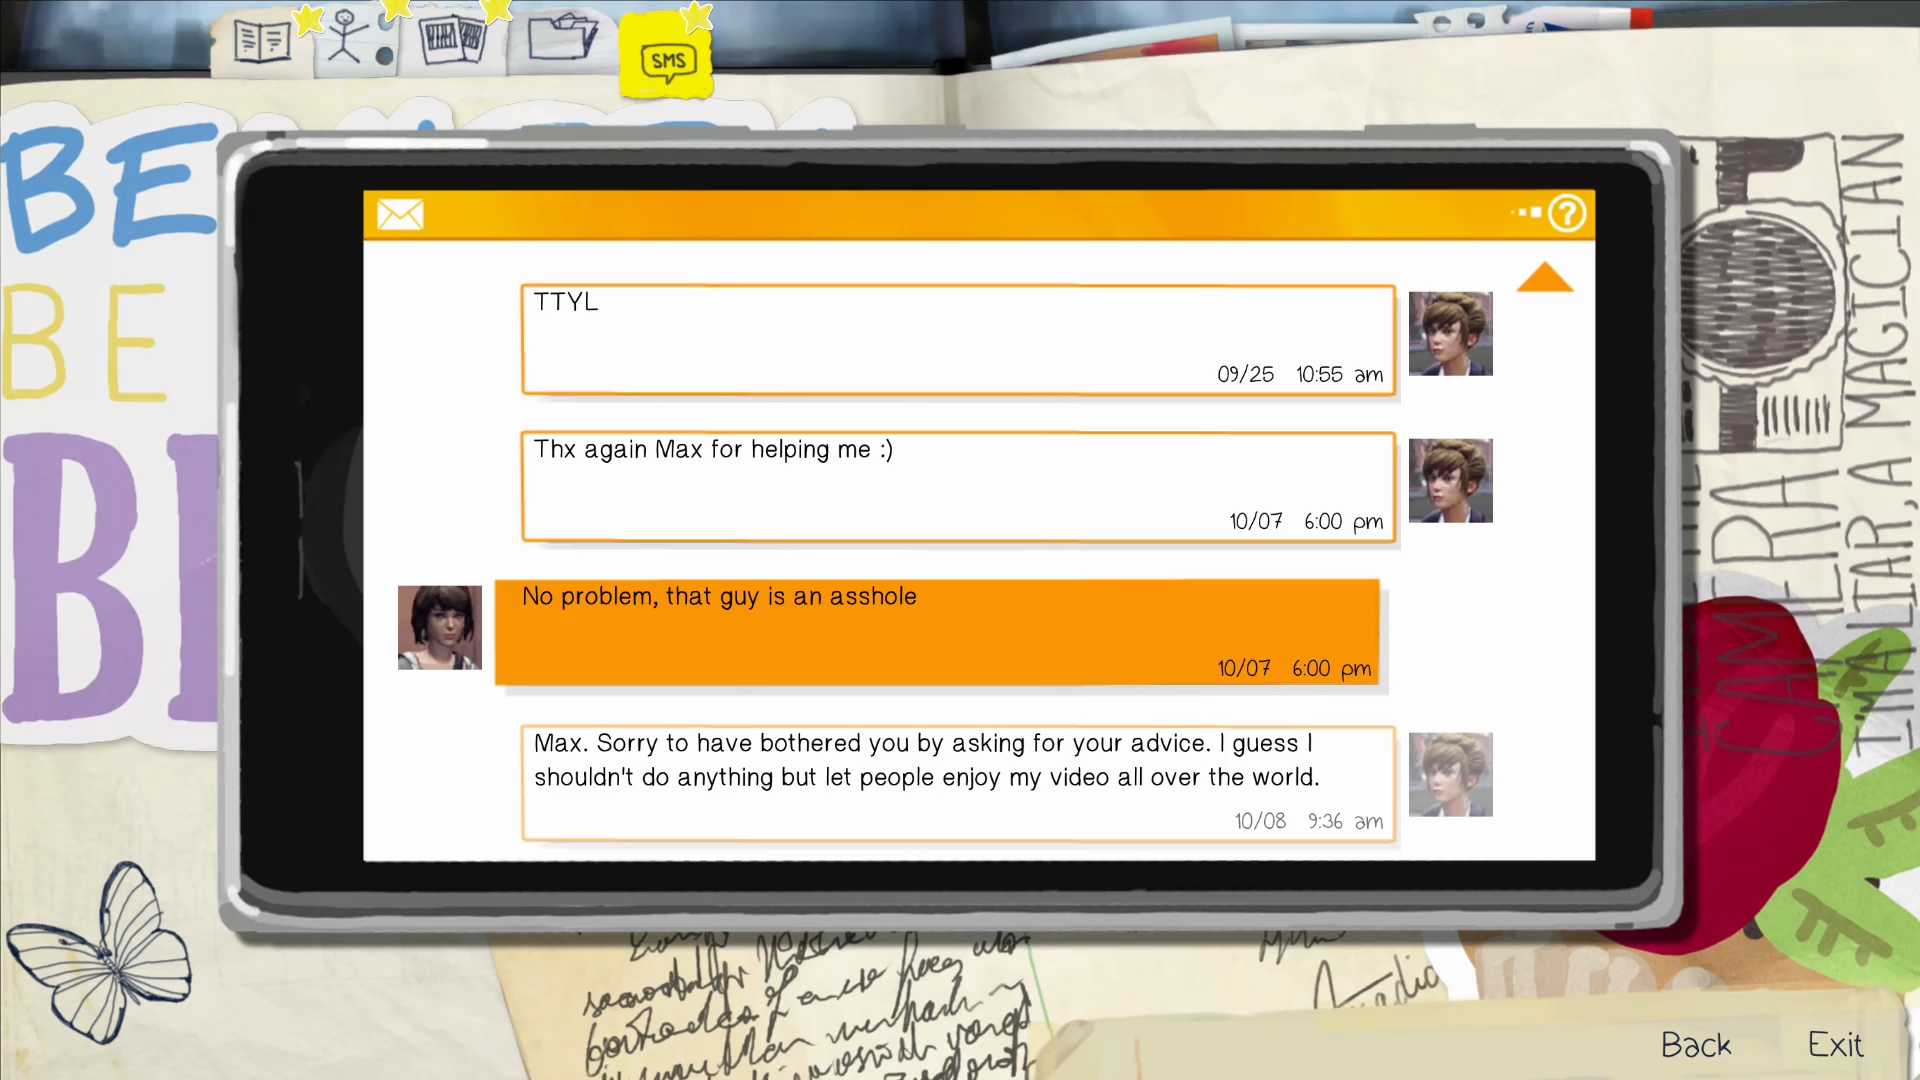 SMS
BE
BE
TTYL
09/25 10:55 am
Thx again Max for helping me :)
10/07 6:00 pm
No problem, that guy is an asshole
10/07 6:00 pm
Max. Sorry to have bothered you by asking for your advice. I guess I
shouldn't do anything but let people enjoy my video all over the world.
10/08 9:36 am
CAMERA
LIAR, A MAGICIAN
Back
Exit